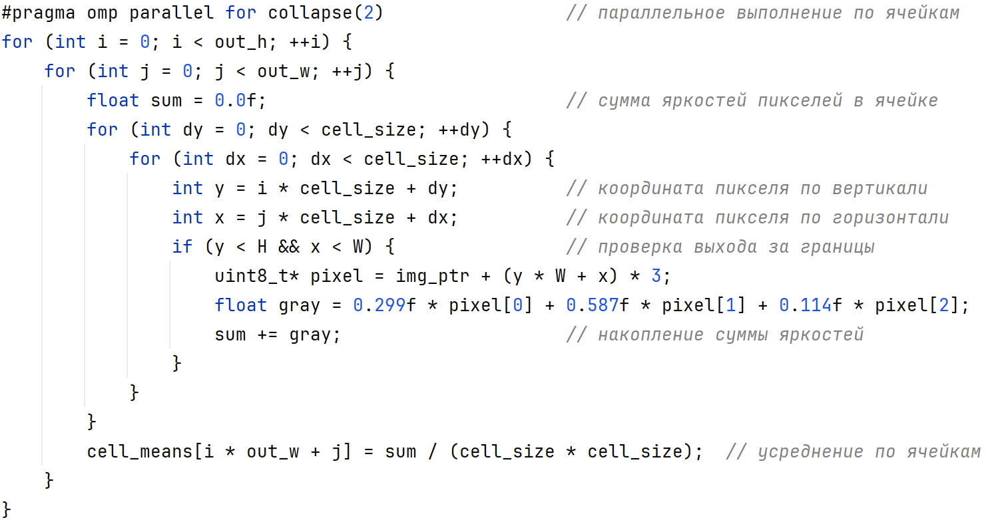 #pragma omp parallel for collapse(2)                 // параллельное выполнение по ячейкам
for (int i = 0; i < out_h; ++i) {
    for (int j = 0; j < out_w; ++j) {
        float sum = 0.0f;                            // сумма яркостей пикселей в ячейке
        for (int dy = 0; dy < cell_size; ++dy) {
            for (int dx = 0; dx < cell_size; ++dx) {
                int y = i * cell_size + dy;          // координата пикселя по вертикали
                int x = j * cell_size + dx;          // координата пикселя по горизонтали
                if (y < H && x < W) {                // проверка выхода за границы
                    uint8_t* pixel = img_ptr + (y * W + x) * 3;
                    float gray = 0.299f * pixel[0] + 0.587f * pixel[1] + 0.114f * pixel[2];
                    sum += gray;                     // накопление суммы яркостей
                }
            }
        }
        cell_means[i * out_w + j] = sum / (cell_size * cell_size);  // усреднение по ячейкам
    }
}